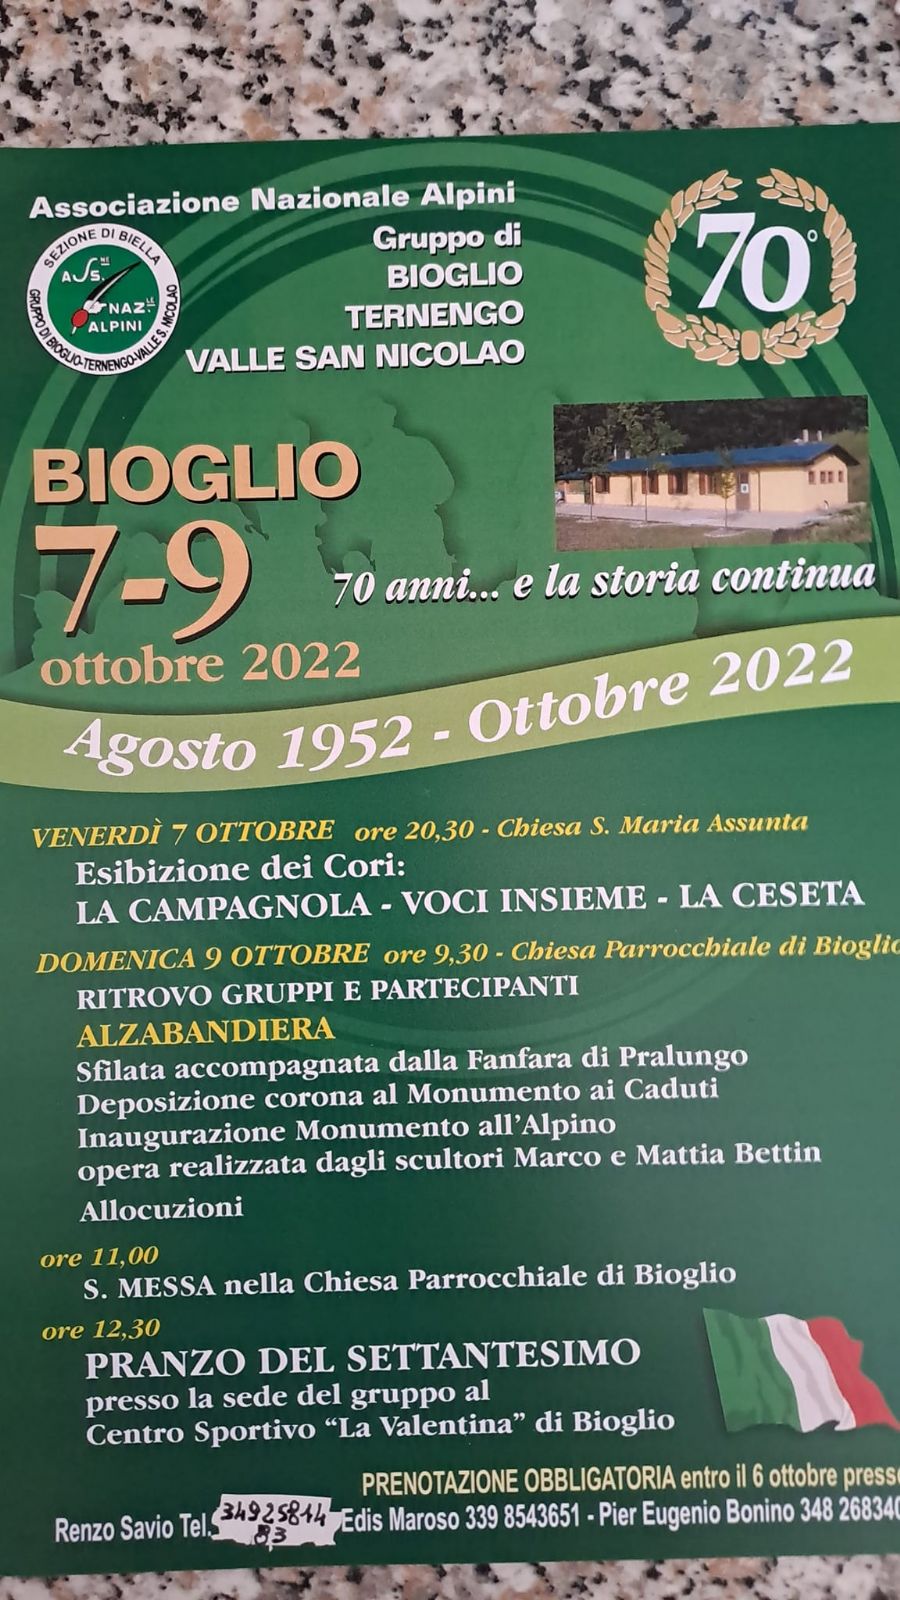 Associazione Nazionale Alpini
Gruppo di
BIOGLIO
TERNENGO
VALLE SAN NICOLAO
SEZIONE DI BIELLA
ASS.NE
NAZ.LE
ALPINI
GRUPPO DI BIOGLIO-TERNENGO-VALLE S. NICOLAO
70°
BIOGLIO
7-9
ottobre 2022
70 anni... e la storia continua
Agosto 1952 - Ottobre 2022
VENERDÌ 7 OTTOBRE ore 20,30 - Chiesa S. Maria Assunta
Esibizione dei Cori:
LA CAMPAGNOLA - VOCI INSIEME - LA CESETA
DOMENICA 9 OTTOBRE ore 9,30 - Chiesa Parrocchiale di Bioglio
RITROVO GRUPPI E PARTECIPANTI
ALZABANDIERA
Sfilata accompagnata dalla Fanfara di Pralungo
Deposizione corona al Monumento ai Caduti
Inaugurazione Monumento all'Alpino
opera realizzata dagli scultori Marco e Mattia Bettin
Allocuzioni
ore 11,00
S. MESSA nella Chiesa Parrocchiale di Bioglio
ore 12,30
PRANZO DEL SETTANTESIMO
presso la sede del gruppo al
Centro Sportivo “La Valentina” di Bioglio
PRENOTAZIONE OBBLIGATORIA entro il 6 ottobre presso
Renzo Savio Tel. 34925814 83 Edis Maroso 339 8543651 - Pier Eugenio Bonino 348 268340